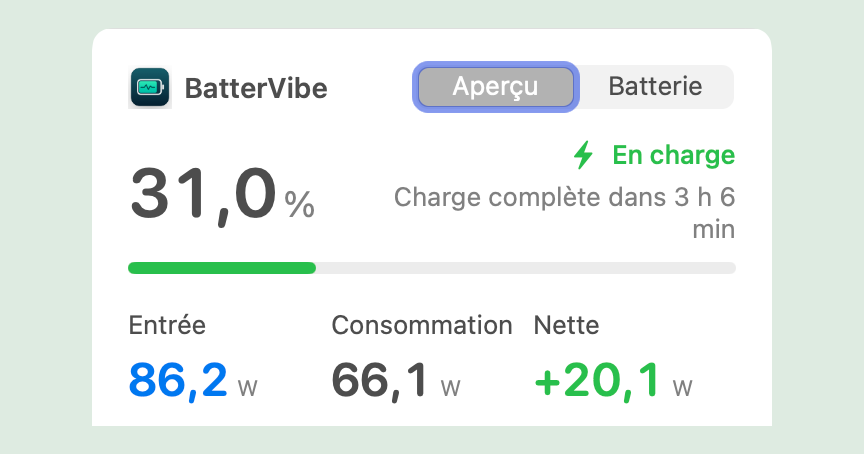 BatterVibe
Aperçu
Batterie
31,0 %
En charge
Charge complète dans 3 h 6
min
Entrée
Consommation
Nette
86,2 W
66,1 W
+20,1 W